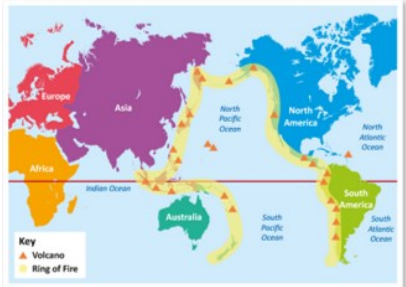 Europe
Asia
North
America
North
Pacific
Ocean
North
Atlantic
Ocean
Africa
Indian Ocean
South
America
Australia
South
Pacific
Ocean
South
Atlantic
Ocean
Key
Volcano
Ring of Fire